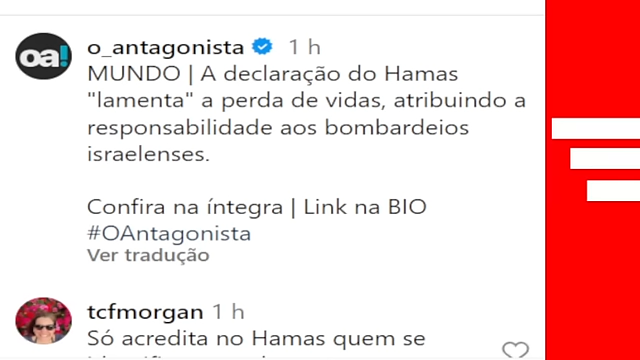 oa!
o_antagonista 1 h
MUNDO | A declaração do Hamas
"lamenta" a perda de vidas, atribuindo a
responsabilidade aos bombardeios
israelenses.
Confira na íntegra | Link na BIO
#OAntagonista
Ver tradução
tcfmorgan 1 h
Só acredita no Hamas quem se